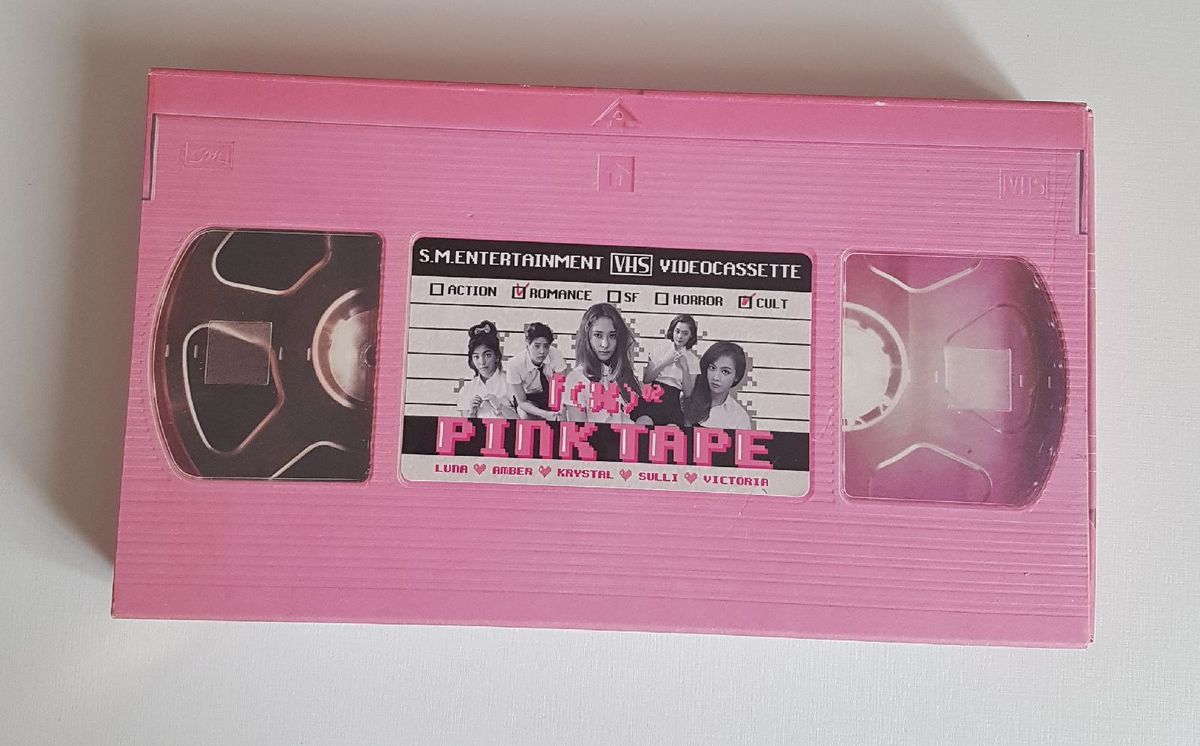 VHS
S.M.ENTERTAINMENT VHS VIDEOCASSETTE
ACTION ROMANCE SF HORROR CULT
f(x) 02
PINK TAPE
LUNA AMBER KRYSTAL SULLI VICTORIA